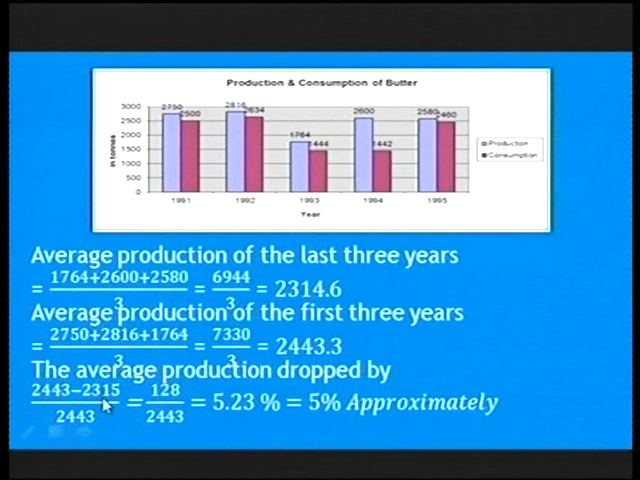 Production & Consumption of Butter
3000
2500
2000
1500
1000
500
0
in tonnes
2750
2500
2816
2634
1764
1444
2600
1442
2580
2460
1991
1992
1993
1994
1995
Year
Production
Consumption
Average production of the last three years
= 1764+2600+2580 / 3 = 6944 / 3 = 2314.6
Average production of the first three years
= 2750+2816+1764 / 3 = 7330 / 3 = 2443.3
The average production dropped by
2443−2315 / 2443 = 128 / 2443 = 5.23 % = 5% Approximately